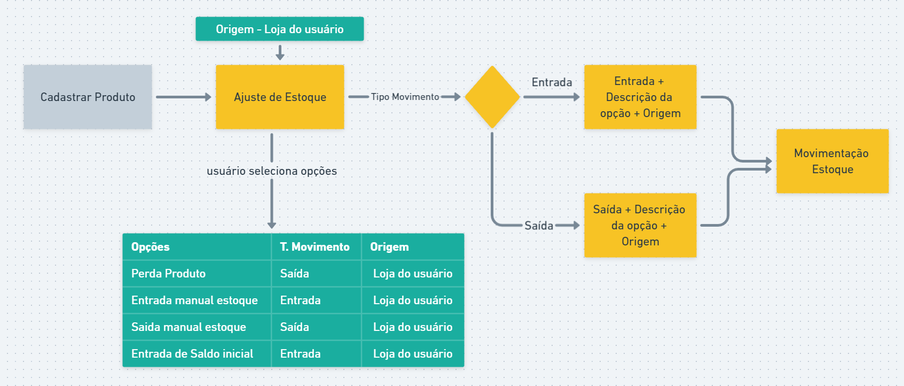 Origem - Loja do usuário
Cadastrar Produto
Ajuste de Estoque
Tipo Movimento
Entrada
Entrada +
Descrição da
opção + Origem
Movimentação
Estoque
usuário seleciona opções
Saída
Saída + Descrição
da opção +
Origem
Opções T. Movimento Origem
Perda Produto Saída Loja do usuário
Entrada manual estoque Entrada Loja do usuário
Saida manual estoque Saída Loja do usuário
Entrada de Saldo inicial Entrada Loja do usuário